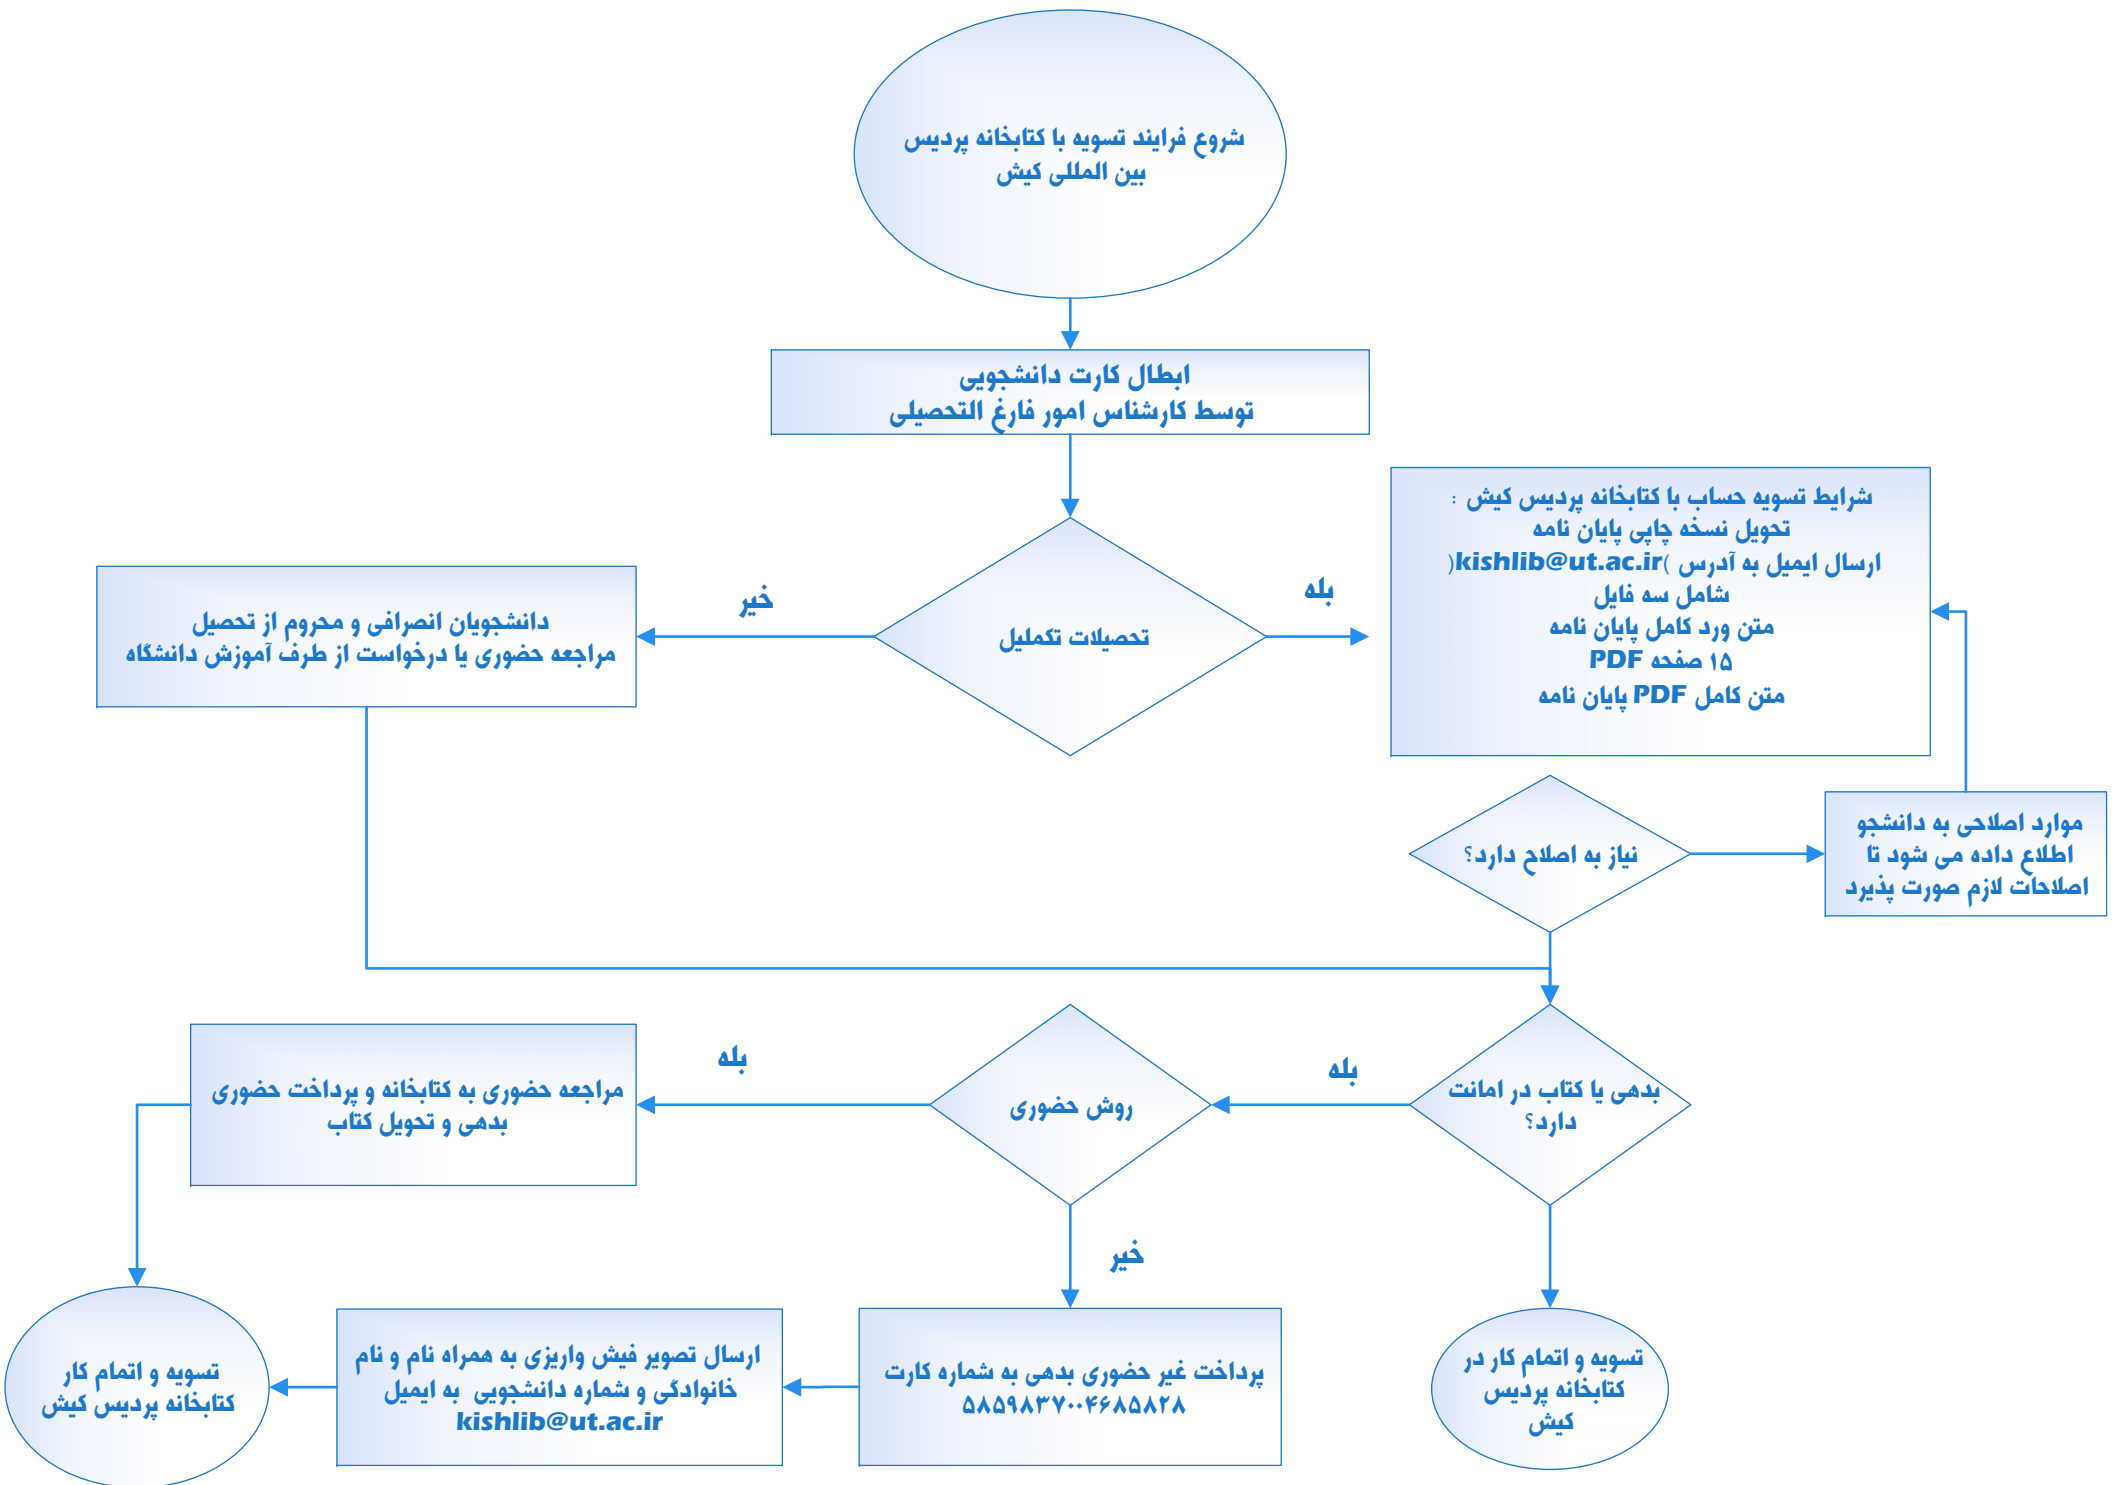 شروع فرایند تسویه با کتابخانه پردیس
بین المللی کیش
ابطال کارت دانشجویی
توسط کارشناس امور فارغ التحصیلی
شرایط تسویه حساب با کتابخانه پردیس کیش :
تحویل نسخه چاپی پایان نامه
ارسال ایمیل به آدرس )kishlib@ut.ac.ir(
شامل سه فایل
متن ورد کامل پایان نامه
۱۵ صفحه PDF
متن کامل PDF پایان نامه
بله
تحصیلات تکملیل
خیر
دانشجویان انصرافی و محروم از تحصیل
مراجعه حضوری یا درخواست از طرف آموزش دانشگاه
نیاز به اصلاح دارد؟
موارد اصلاحی به دانشجو
اطلاع داده می شود تا
اصلاحات لازم صورت پذیرد
بدهی یا کتاب در امانت
دارد؟
بله
روش حضوری
بله
مراجعه حضوری به کتابخانه و پرداخت حضوری
بدهی و تحویل کتاب
خیر
تسویه و اتمام کار در
کتابخانه پردیس
کیش
پرداخت غیر حضوری بدهی به شماره کارت
۵۸۵۹۸۳۷۰۰۴۶۸۵۸۲۸
ارسال تصویر فیش واریزی به همراه نام و نام
خانوادگی و شماره دانشجویی به ایمیل
kishlib@ut.ac.ir
تسویه و اتمام کار
کتابخانه پردیس کیش